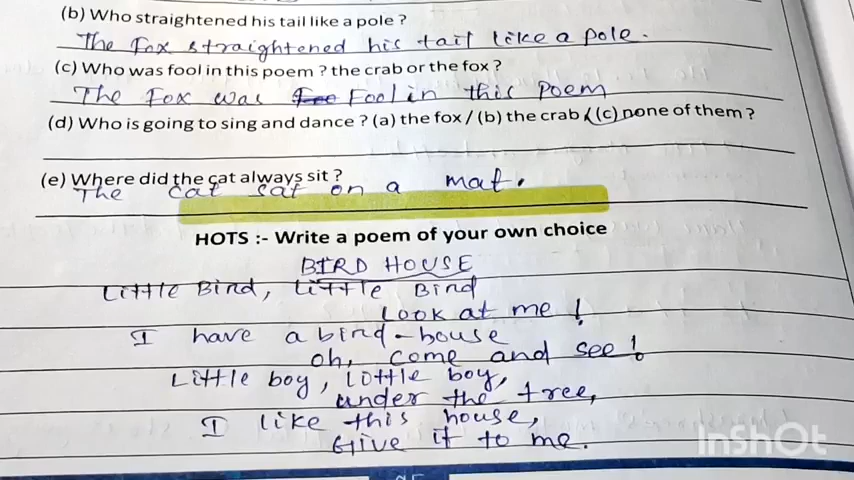 (b) Who straightened his tail like a pole ?
The Fox straightened his tail like a pole.
(c) Who was fool in this poem ? the crab or the fox ?
The Fox was Fool in this Poem
(d) Who is going to sing and dance ? (a) the fox / (b) the crab / (c) none of them ?
(e) Where did the cat always sit ?
The cat sat on a mat.
HOTS :- Write a poem of your own choice
BIRD HOUSE
Little Bird, Little Bird
Look at me !
I have a bird-house
oh, come and see !
Little boy, little boy,
under the tree,
I like this house,
Give it to me.
InShOt